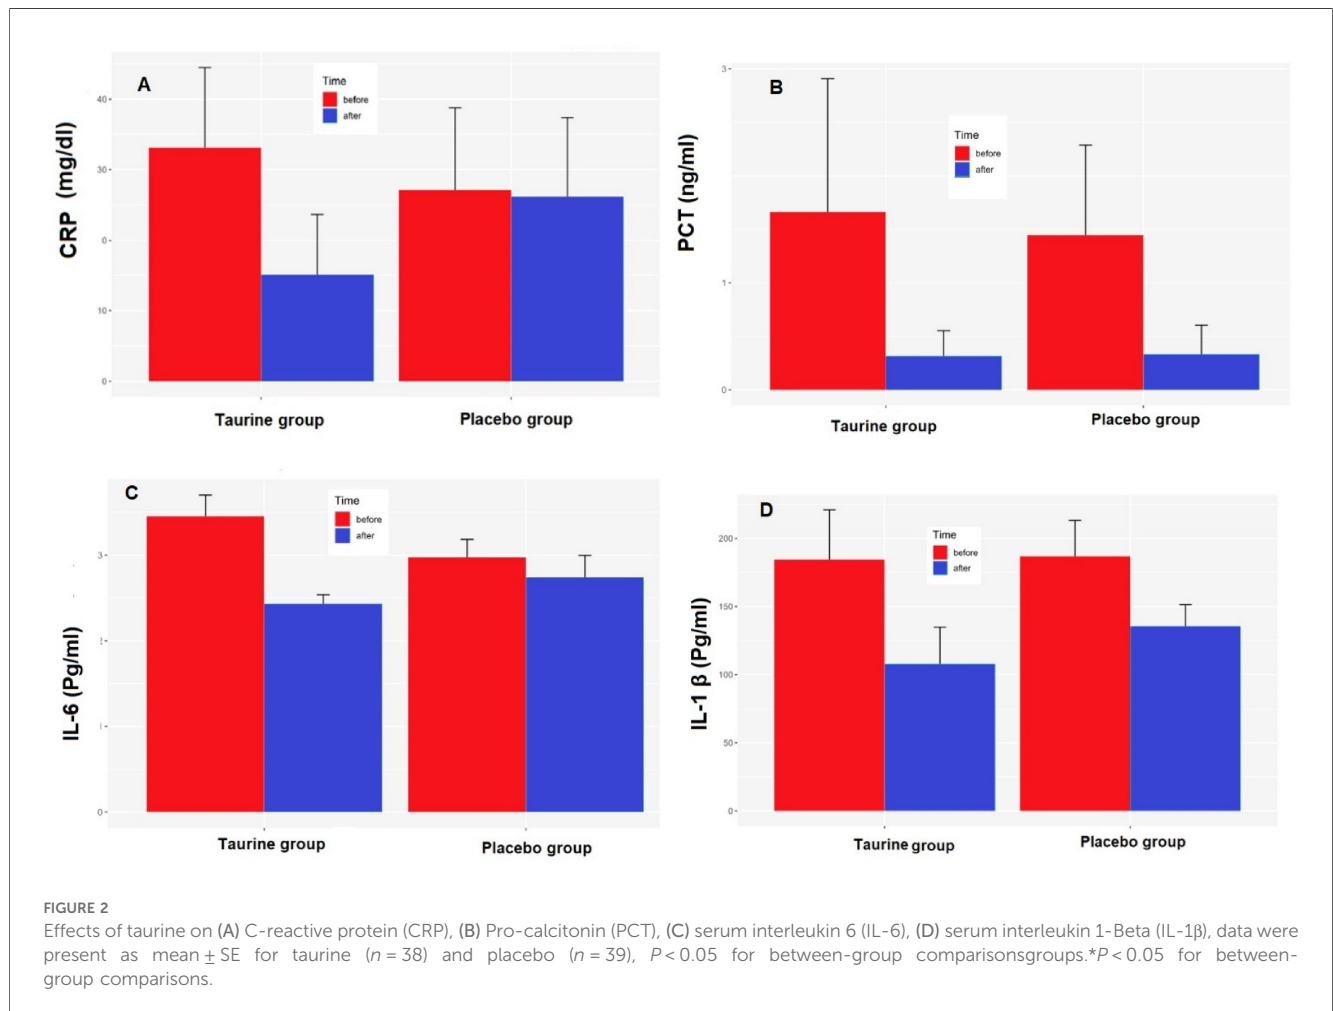 A
Time
before
after
CRP (mg/dl)
40
30
0
10
0
Taurine group
Placebo group
B
Time
before
after
PCT (ng/ml)
3
1
0
Taurine group
Placebo group
C
Time
before
after
IL-6 (Pg/ml)
3
2
0
Taurine group
Placebo group
D
Time
before
after
IL-1 β (Pg/ml)
200
150
100
50
0
Taurine group
Placebo group
FIGURE 2
Effects of taurine on (A) C-reactive protein (CRP), (B) Pro-calcitonin (PCT), (C) serum interleukin 6 (IL-6), (D) serum interleukin 1-Beta (IL-1β), data were
present as mean ± SE for taurine (n = 38) and placebo (n = 39), P < 0.05 for between-group comparisonsgroups.*P < 0.05 for between-
group comparisons.